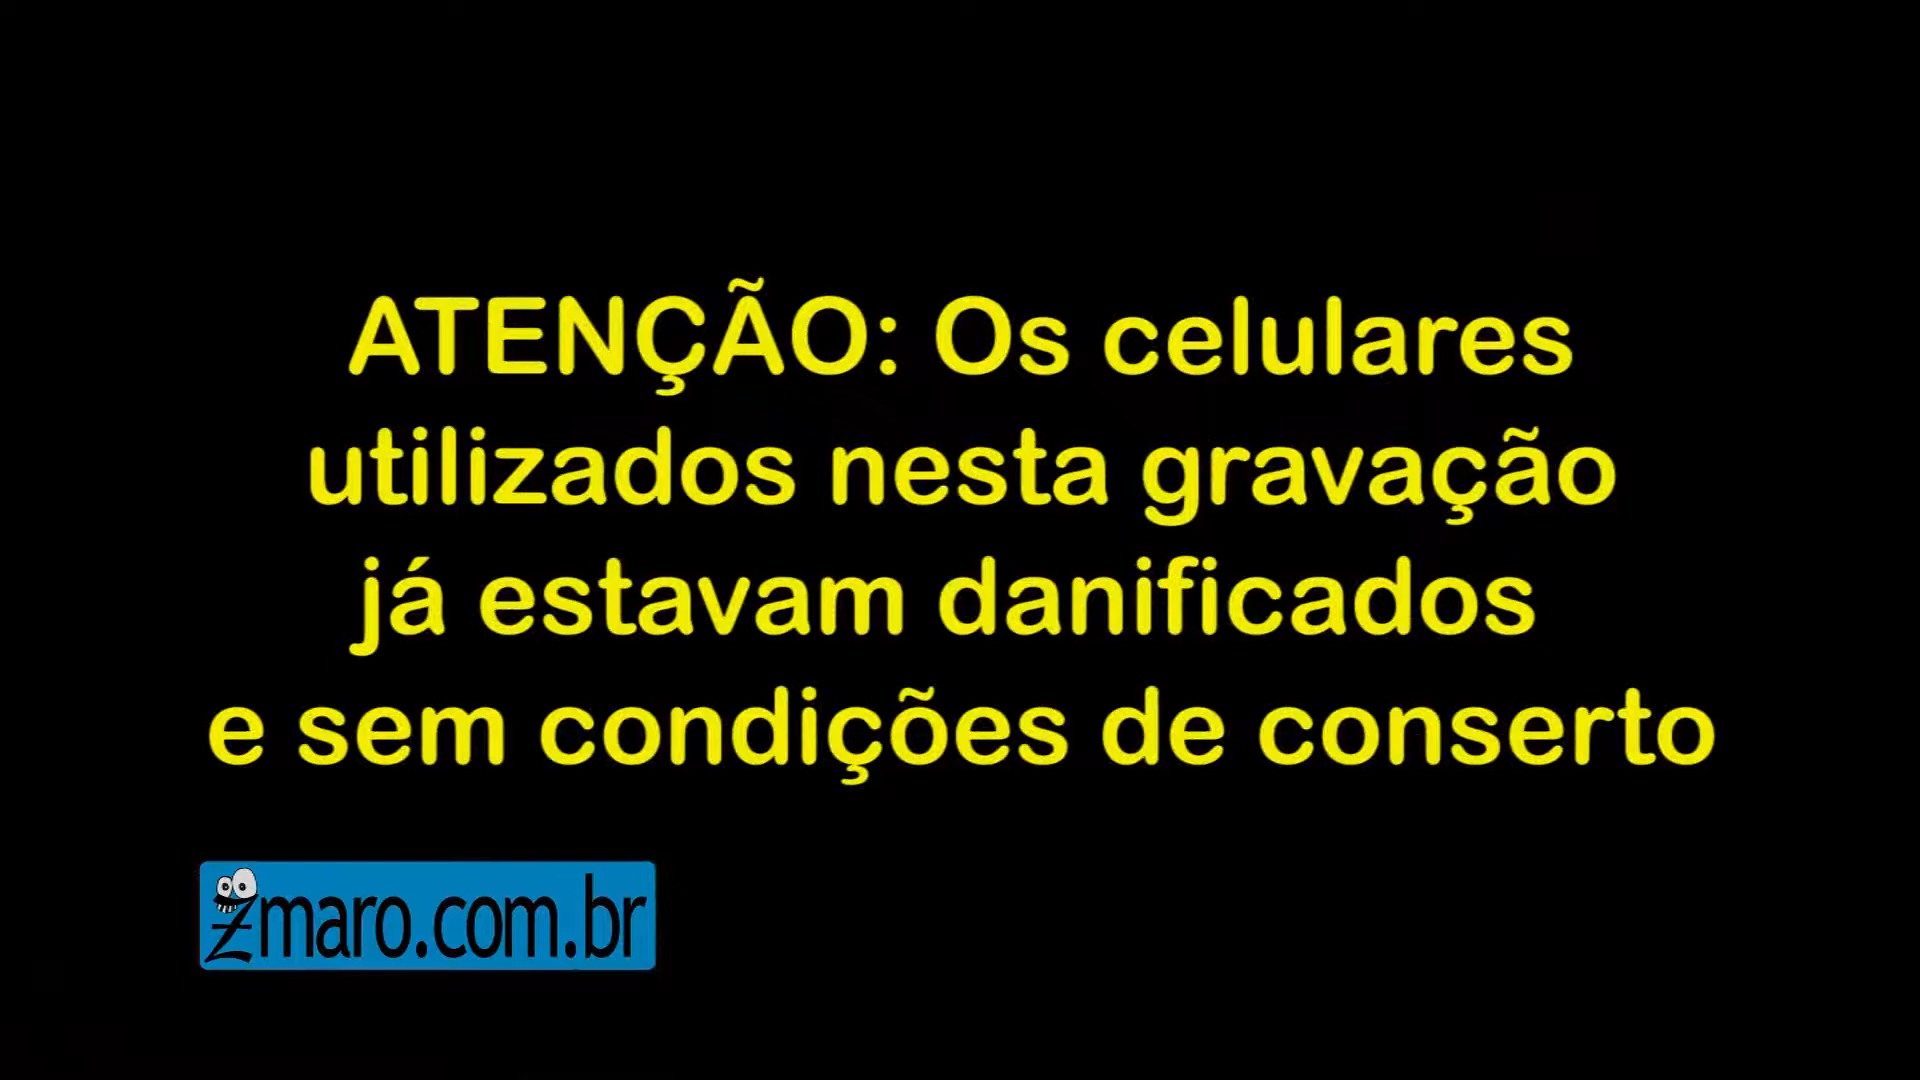 ATENÇÃO: Os celulares
utilizados nesta gravação
já estavam danificados
e sem condições de conserto
zmaro.com.br